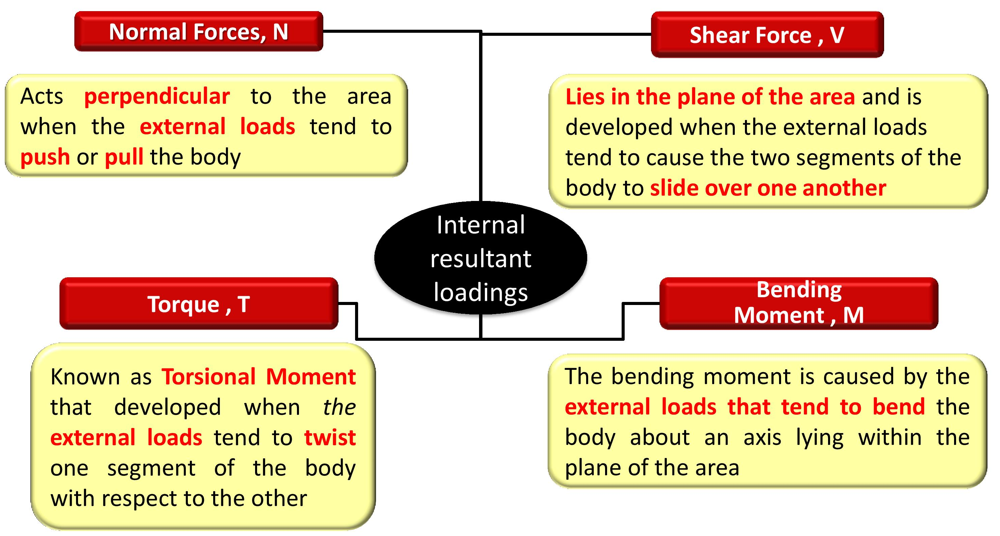 Normal Forces, N
Acts perpendicular to the area
when the external loads tend to
push or pull the body
Shear Force , V
Lies in the plane of the area and is
developed when the external loads
tend to cause the two segments of the
body to slide over one another
Internal
resultant
loadings
Torque , T
Known as Torsional Moment
that developed when the
external loads tend to twist
one segment of the body
with respect to the other
Bending
Moment , M
The bending moment is caused by the
external loads that tend to bend the
body about an axis lying within the
plane of the area